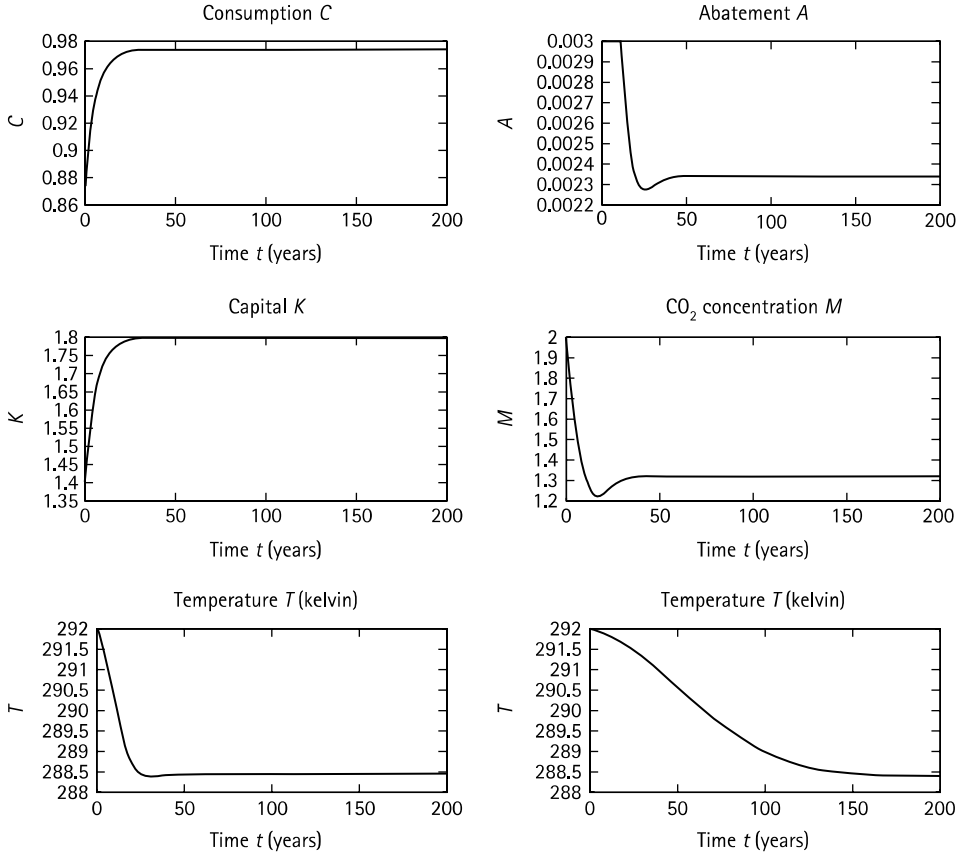 Consumption C
0.98
0.96
0.94
0.92
0.9
0.88
0.86
C
0 50 100 150 200
Time t (years)
Abatement A
0.003
0.0029
0.0028
0.0027
0.0026
0.0025
0.0024
0.0023
0.0022
A
0 50 100 150 200
Time t (years)
Capital K
1.8
1.75
1.7
1.65
1.6
1.55
1.5
1.45
1.4
1.35
K
0 50 100 150 200
Time t (years)
CO₂ concentration M
2
1.9
1.8
1.7
1.6
1.5
1.4
1.3
1.2
M
0 50 100 150 200
Time t (years)
Temperature T (kelvin)
292
291.5
291
290.5
290
289.5
289
288.5
288
T
0 50 100 150 200
Time t (years)
Temperature T (kelvin)
292
291.5
291
290.5
290
289.5
289
288.5
288
T
0 50 100 150 200
Time t (years)